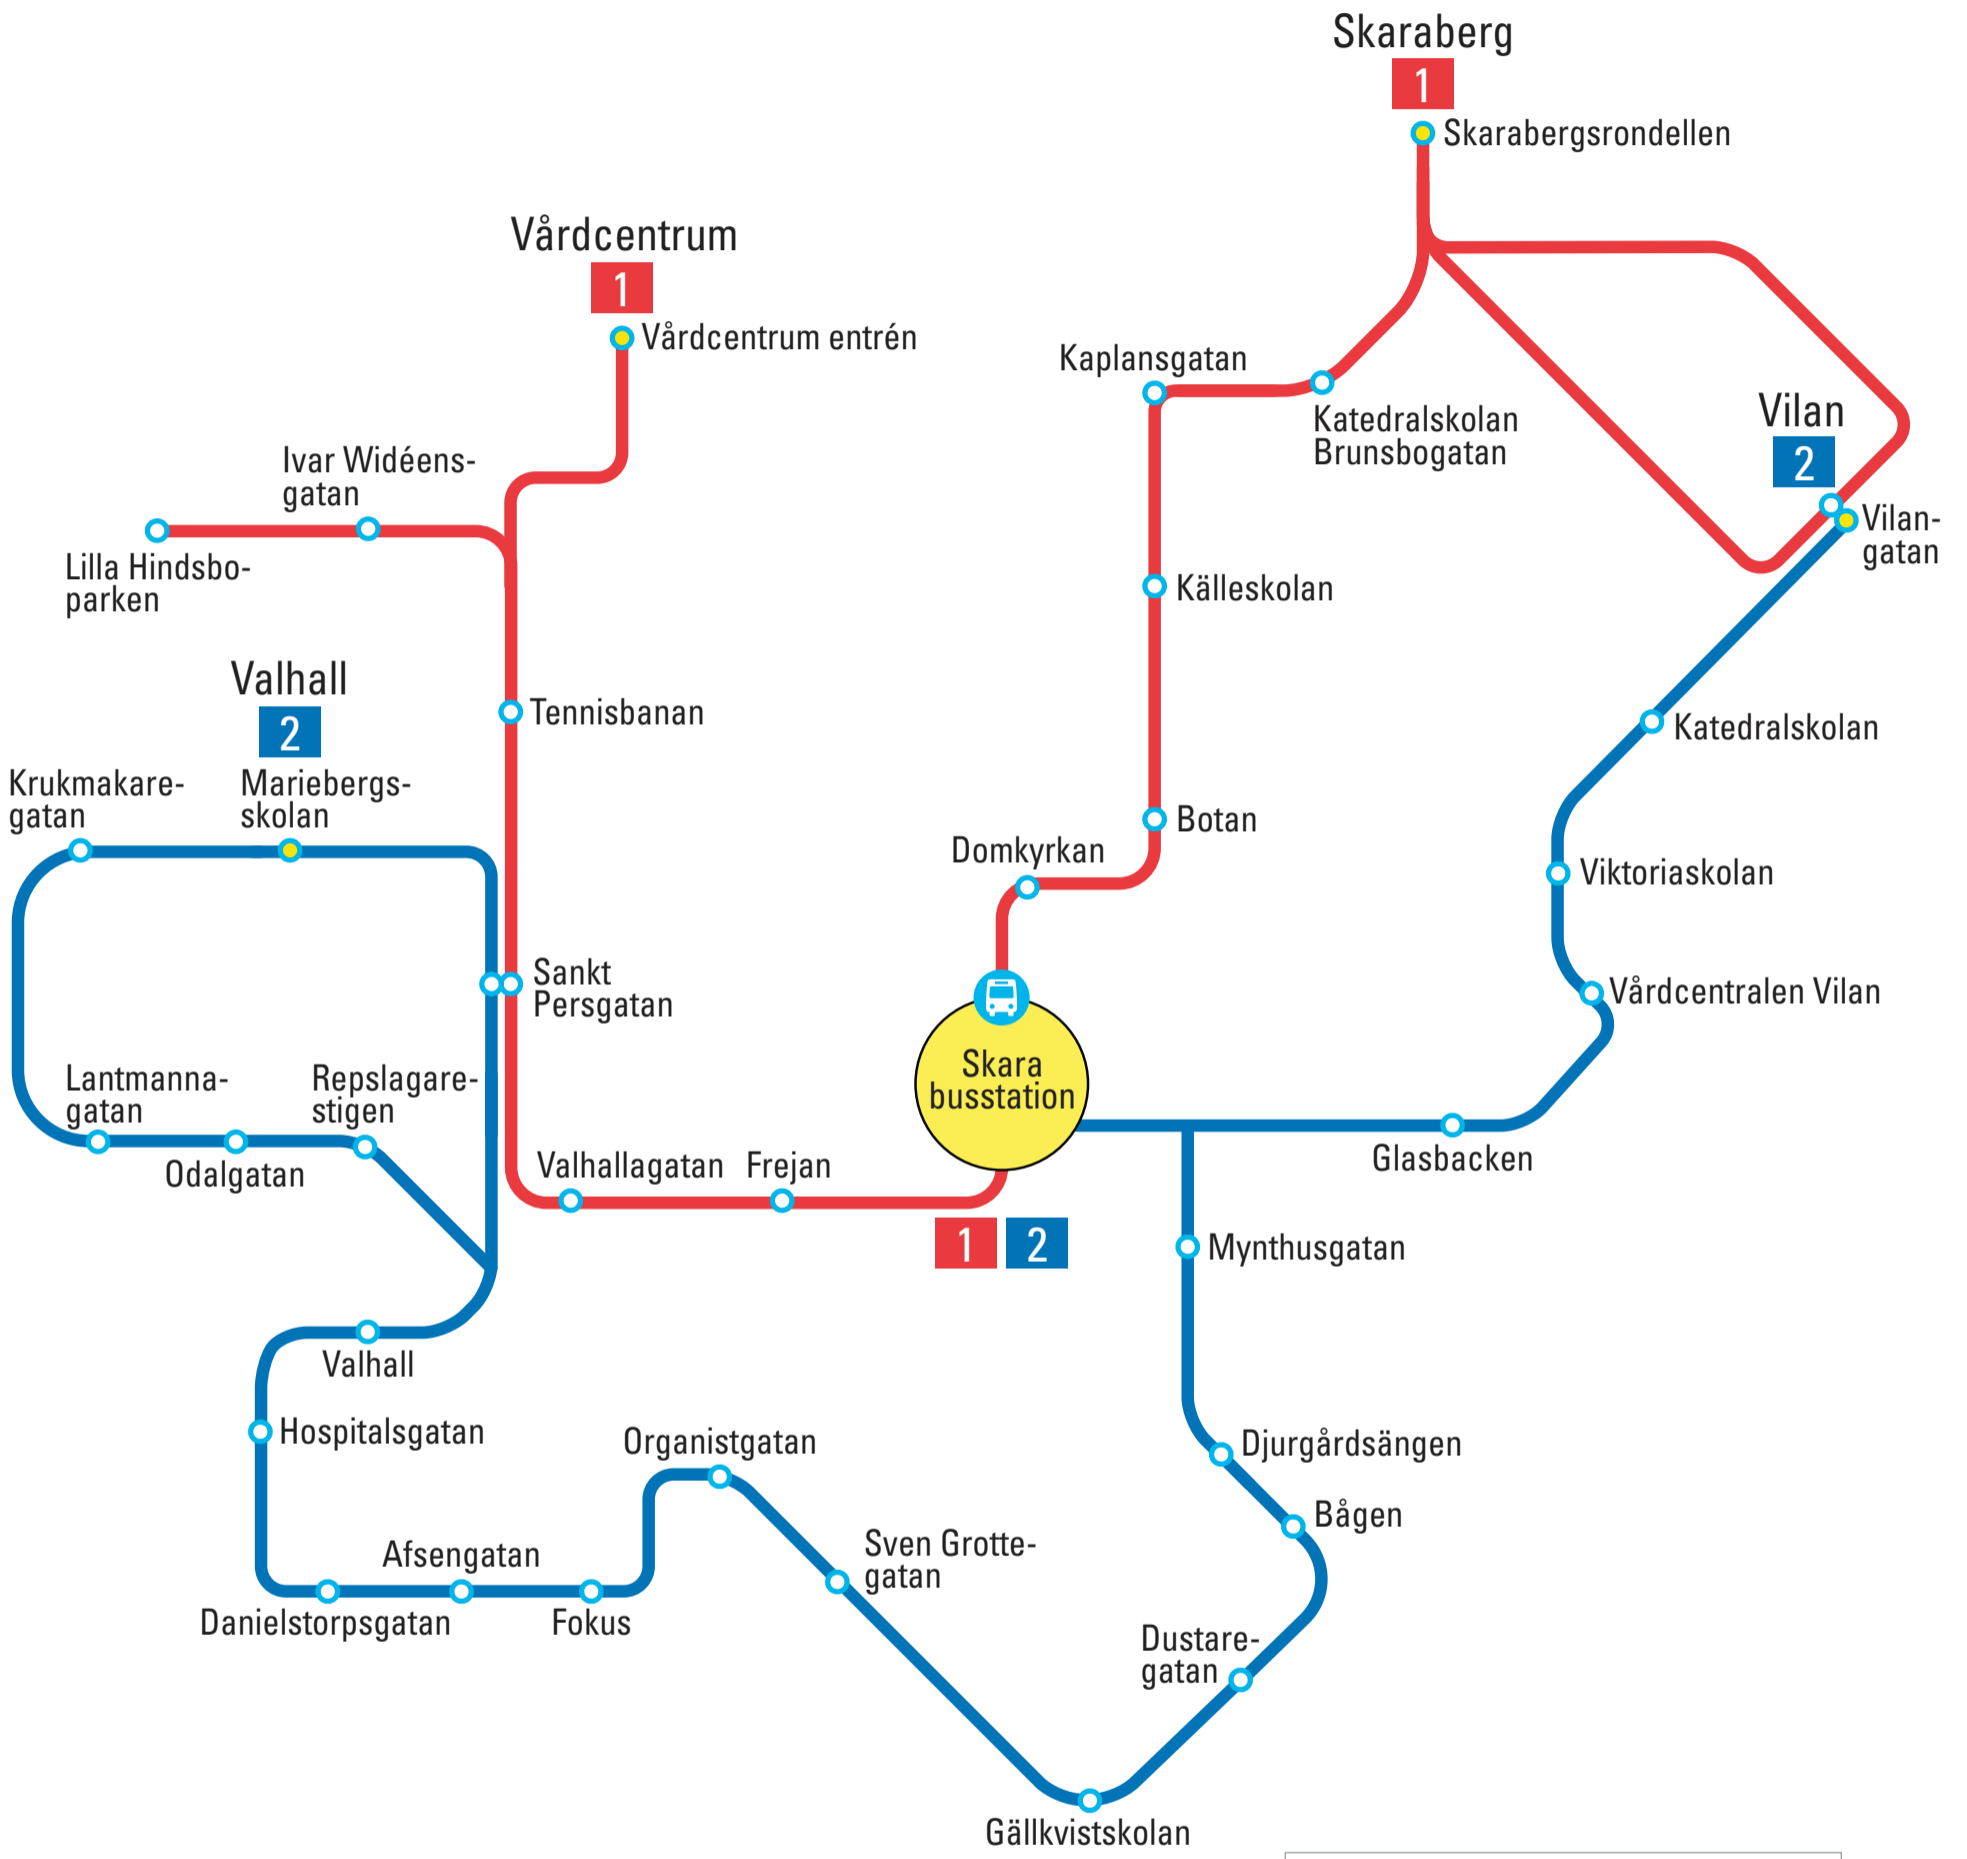 Skaraberg
1
Skarabergsrondellen
Vårdcentrum
1
Vårdcentrum entrén
Kaplansgatan
Katedralskolan
Brunsbogatan
Vilan
2
Vilan-
gatan
Ivar Widéens-
gatan
Lilla Hindsbo-
parken
Källeskolan
Valhall
2
Tennisbanan
Katedralskolan
Krukmakare-
gatan
Mariebergs-
skolan
Botan
Domkyrkan
Viktoriaskolan
Sankt
Persgatan
Vårdcentralen Vilan
Skara
busstation
Lantmanna-
gatan
Repslagare-
stigen
Odalgatan
Valhallagatan
Frejan
Glasbacken
1 2
Mynthusgatan
Valhall
Hospitalsgatan
Organistgatan
Djurgårdsängen
Bågen
Afsengatan
Sven Grotte-
gatan
Danielstorpsgatan
Fokus
Dustare-
gatan
Gällkvistskolan